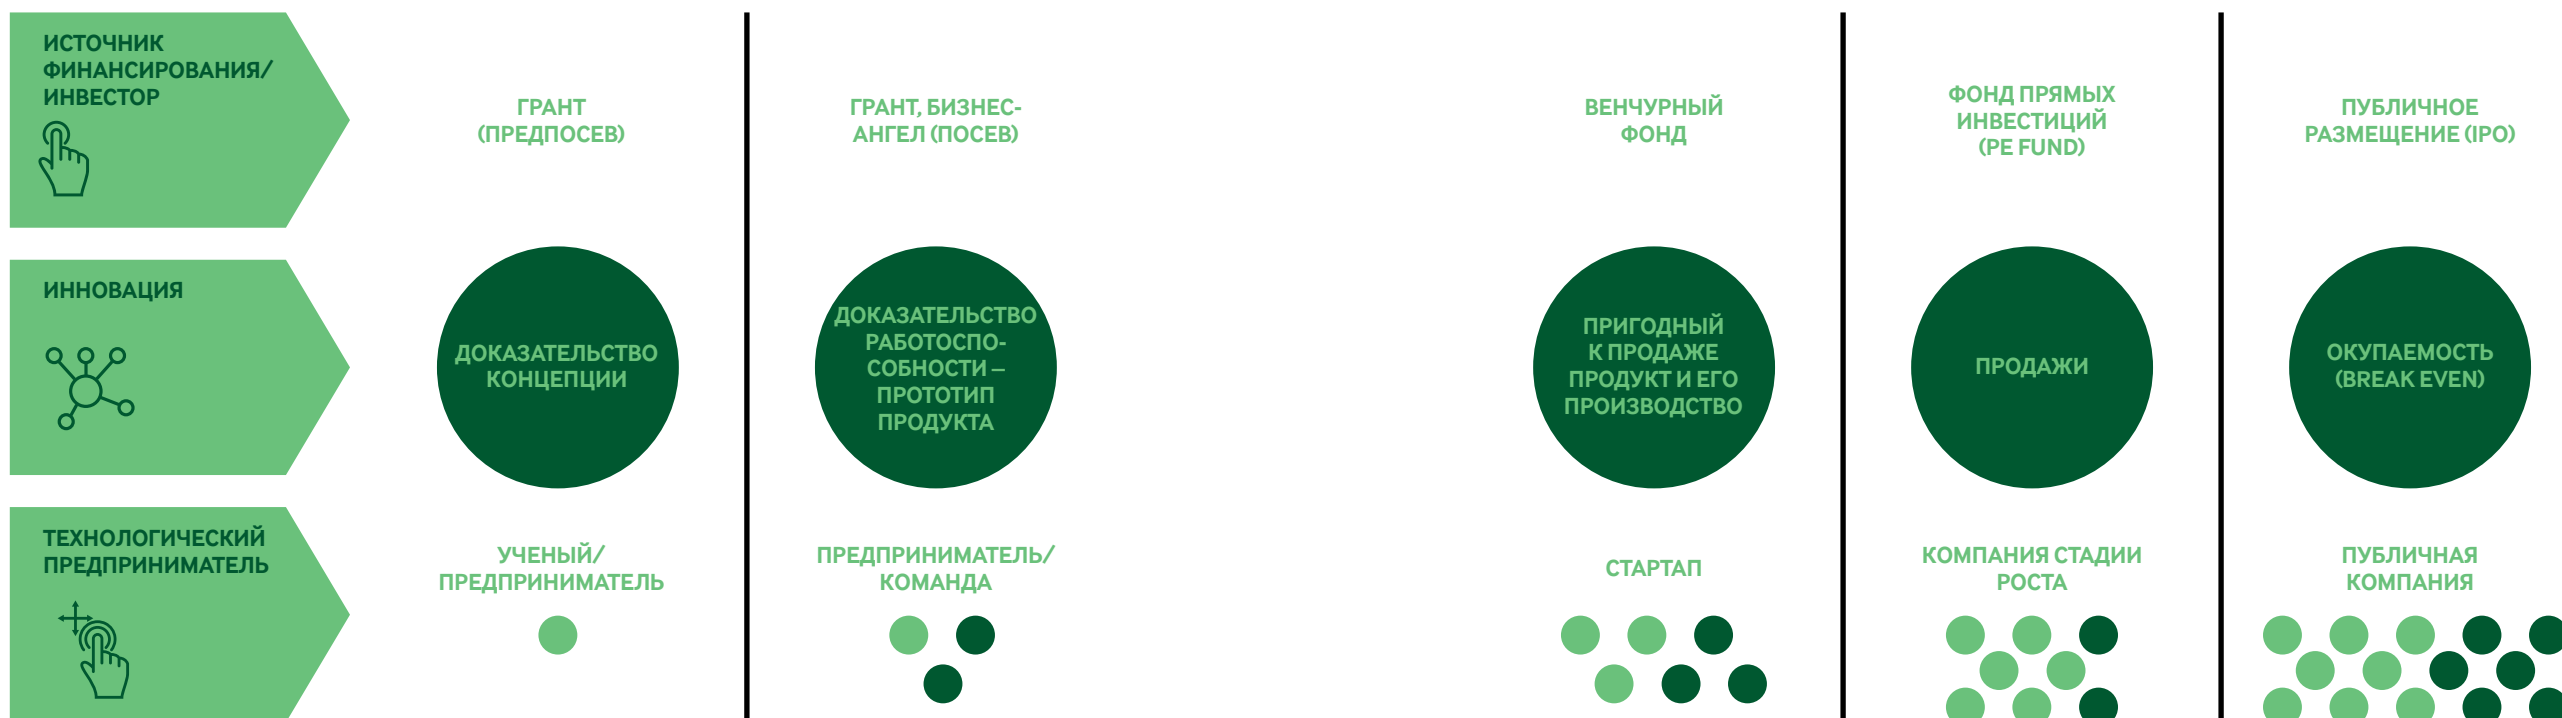 ИСТОЧНИК
ФИНАНСИРОВАНИЯ/
ИНВЕСТОР
ГРАНТ
(ПРЕДПОСЕВ)
ГРАНТ, БИЗНЕС-
АНГЕЛ (ПОСЕВ)
ВЕНЧУРНЫЙ
ФОНД
ФОНД ПРЯМЫХ
ИНВЕСТИЦИЙ
(PE FUND)
ПУБЛИЧНОЕ
РАЗМЕЩЕНИЕ (IPO)
ИННОВАЦИЯ
ДОКАЗАТЕЛЬСТВО
КОНЦЕПЦИИ
ДОКАЗАТЕЛЬСТВО
РАБОТОСПО-
СОБНОСТИ –
ПРОТОТИП
ПРОДУКТА
ПРИГОДНЫЙ
К ПРОДАЖЕ
ПРОДУКТ И ЕГО
ПРОИЗВОДСТВО
ПРОДАЖИ
ОКУПАЕМОСТЬ
(BREAK EVEN)
ТЕХНОЛОГИЧЕСКИЙ
ПРЕДПРИНИМАТЕЛЬ
УЧЕНЫЙ/
ПРЕДПРИНИМАТЕЛЬ
ПРЕДПРИНИМАТЕЛЬ/
КОМАНДА
СТАРТАП
КОМПАНИЯ СТАДИИ
РОСТА
ПУБЛИЧНАЯ
КОМПАНИЯ